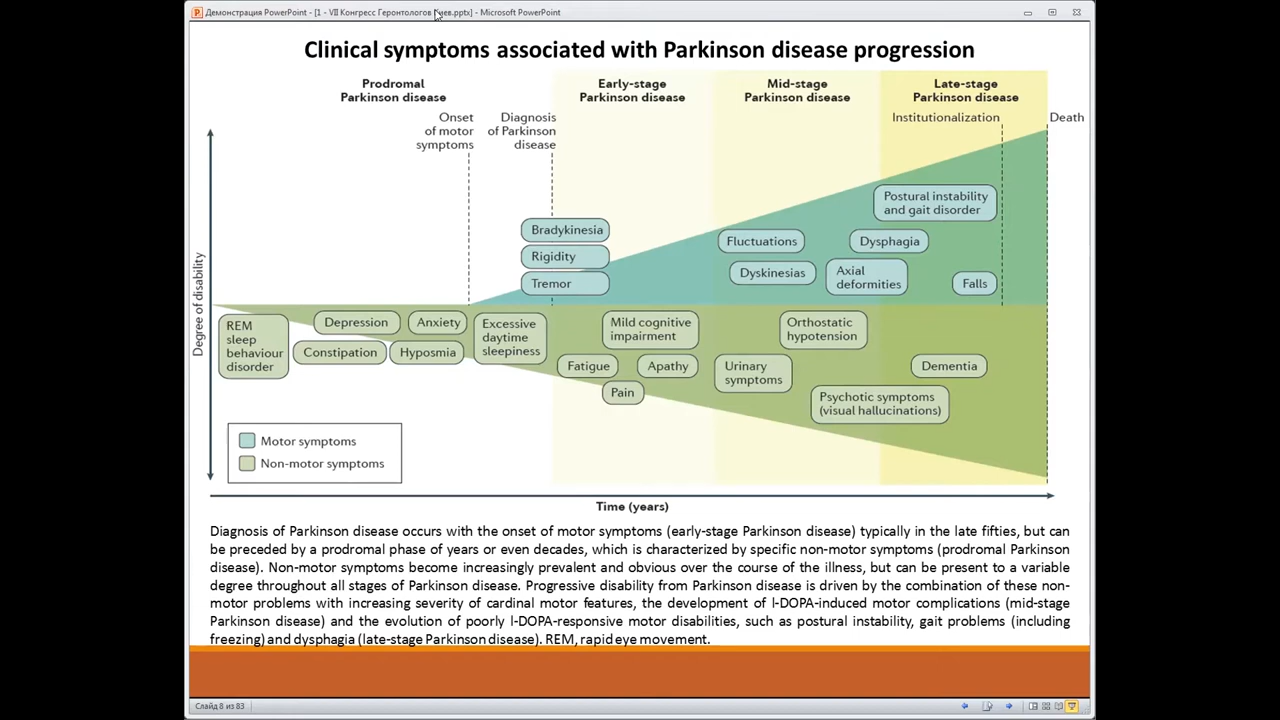 Демонстрация PowerPoint - [1 - VII Конгресс Геронтологов Киев.pptx] - Microsoft PowerPoint
Clinical symptoms associated with Parkinson disease progression
Prodromal
Parkinson disease
Early-stage
Parkinson disease
Mid-stage
Parkinson disease
Late-stage
Parkinson disease
Onset
of motor
symptoms
Diagnosis
of Parkinson
disease
Institutionalization
Death
Degree of disability
Postural instability
and gait disorder
Bradykinesia
Rigidity
Tremor
Fluctuations
Dysphagia
Dyskinesias
Axial
deformities
Falls
REM
sleep
behaviour
disorder
Depression
Anxiety
Constipation
Hyposmia
Excessive
daytime
sleepiness
Mild cognitive
impairment
Fatigue
Apathy
Pain
Orthostatic
hypotension
Urinary
symptoms
Dementia
Psychotic symptoms
(visual hallucinations)
Motor symptoms
Non-motor symptoms
Time (years)
Diagnosis of Parkinson disease occurs with the onset of motor symptoms (early-stage Parkinson disease) typically in the late fifties, but can
be preceded by a prodromal phase of years or even decades, which is characterized by specific non-motor symptoms (prodromal Parkinson
disease). Non-motor symptoms become increasingly prevalent and obvious over the course of the illness, but can be present to a variable
degree throughout all stages of Parkinson disease. Progressive disability from Parkinson disease is driven by the combination of these non-
motor problems with increasing severity of cardinal motor features, the development of l-DOPA-induced motor complications (mid-stage
Parkinson disease) and the evolution of poorly l-DOPA-responsive motor disabilities, such as postural instability, gait problems (including
freezing) and dysphagia (late-stage Parkinson disease). REM, rapid eye movement.
Слайд 8 из 83